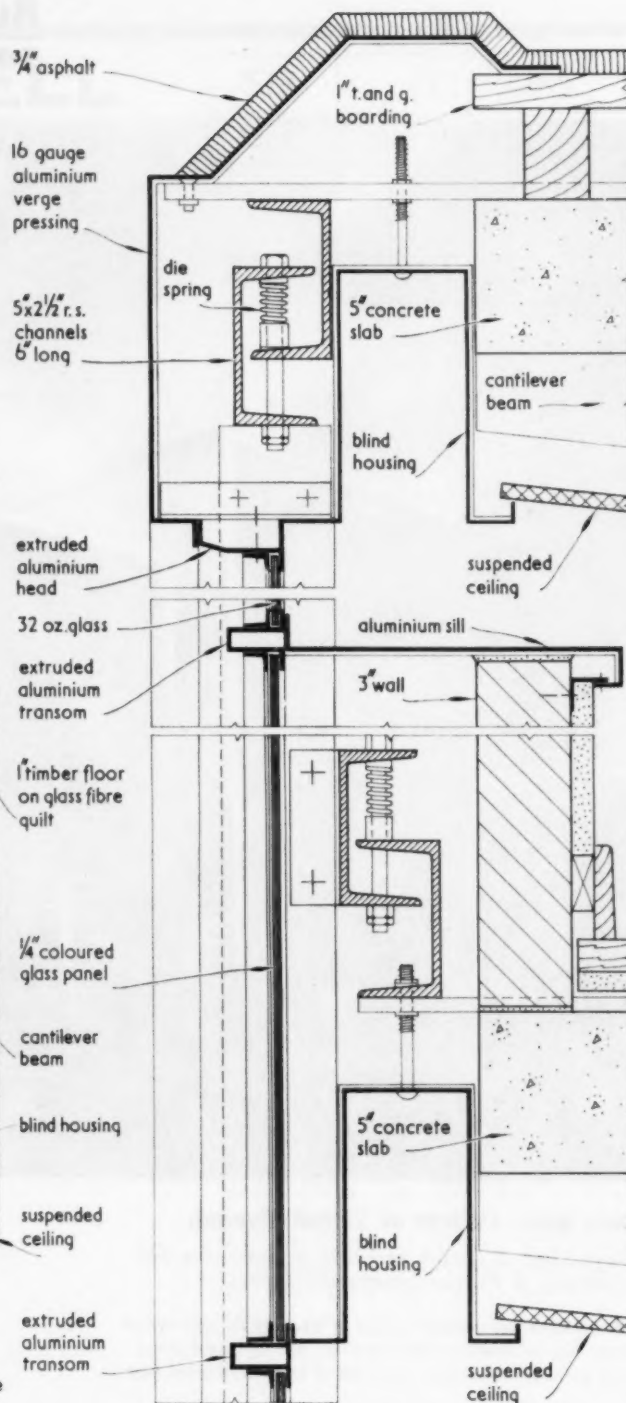 ¾" asphalt
1" t. and g.
boarding
16 gauge
aluminium
verge
pressing
die
spring
5"x2½" r.s.
channels
6" long
5" concrete
slab
cantilever
beam
blind
housing
extruded
aluminium
head
suspended
ceiling
32 oz. glass
aluminium sill
extruded
aluminium
transom
3" wall
1" timber floor
on glass fibre
quilt
¼" coloured
glass panel
cantilever
beam
blind housing
5" concrete
slab
suspended
ceiling
blind
housing
extruded
aluminium
transom
suspended
ceiling